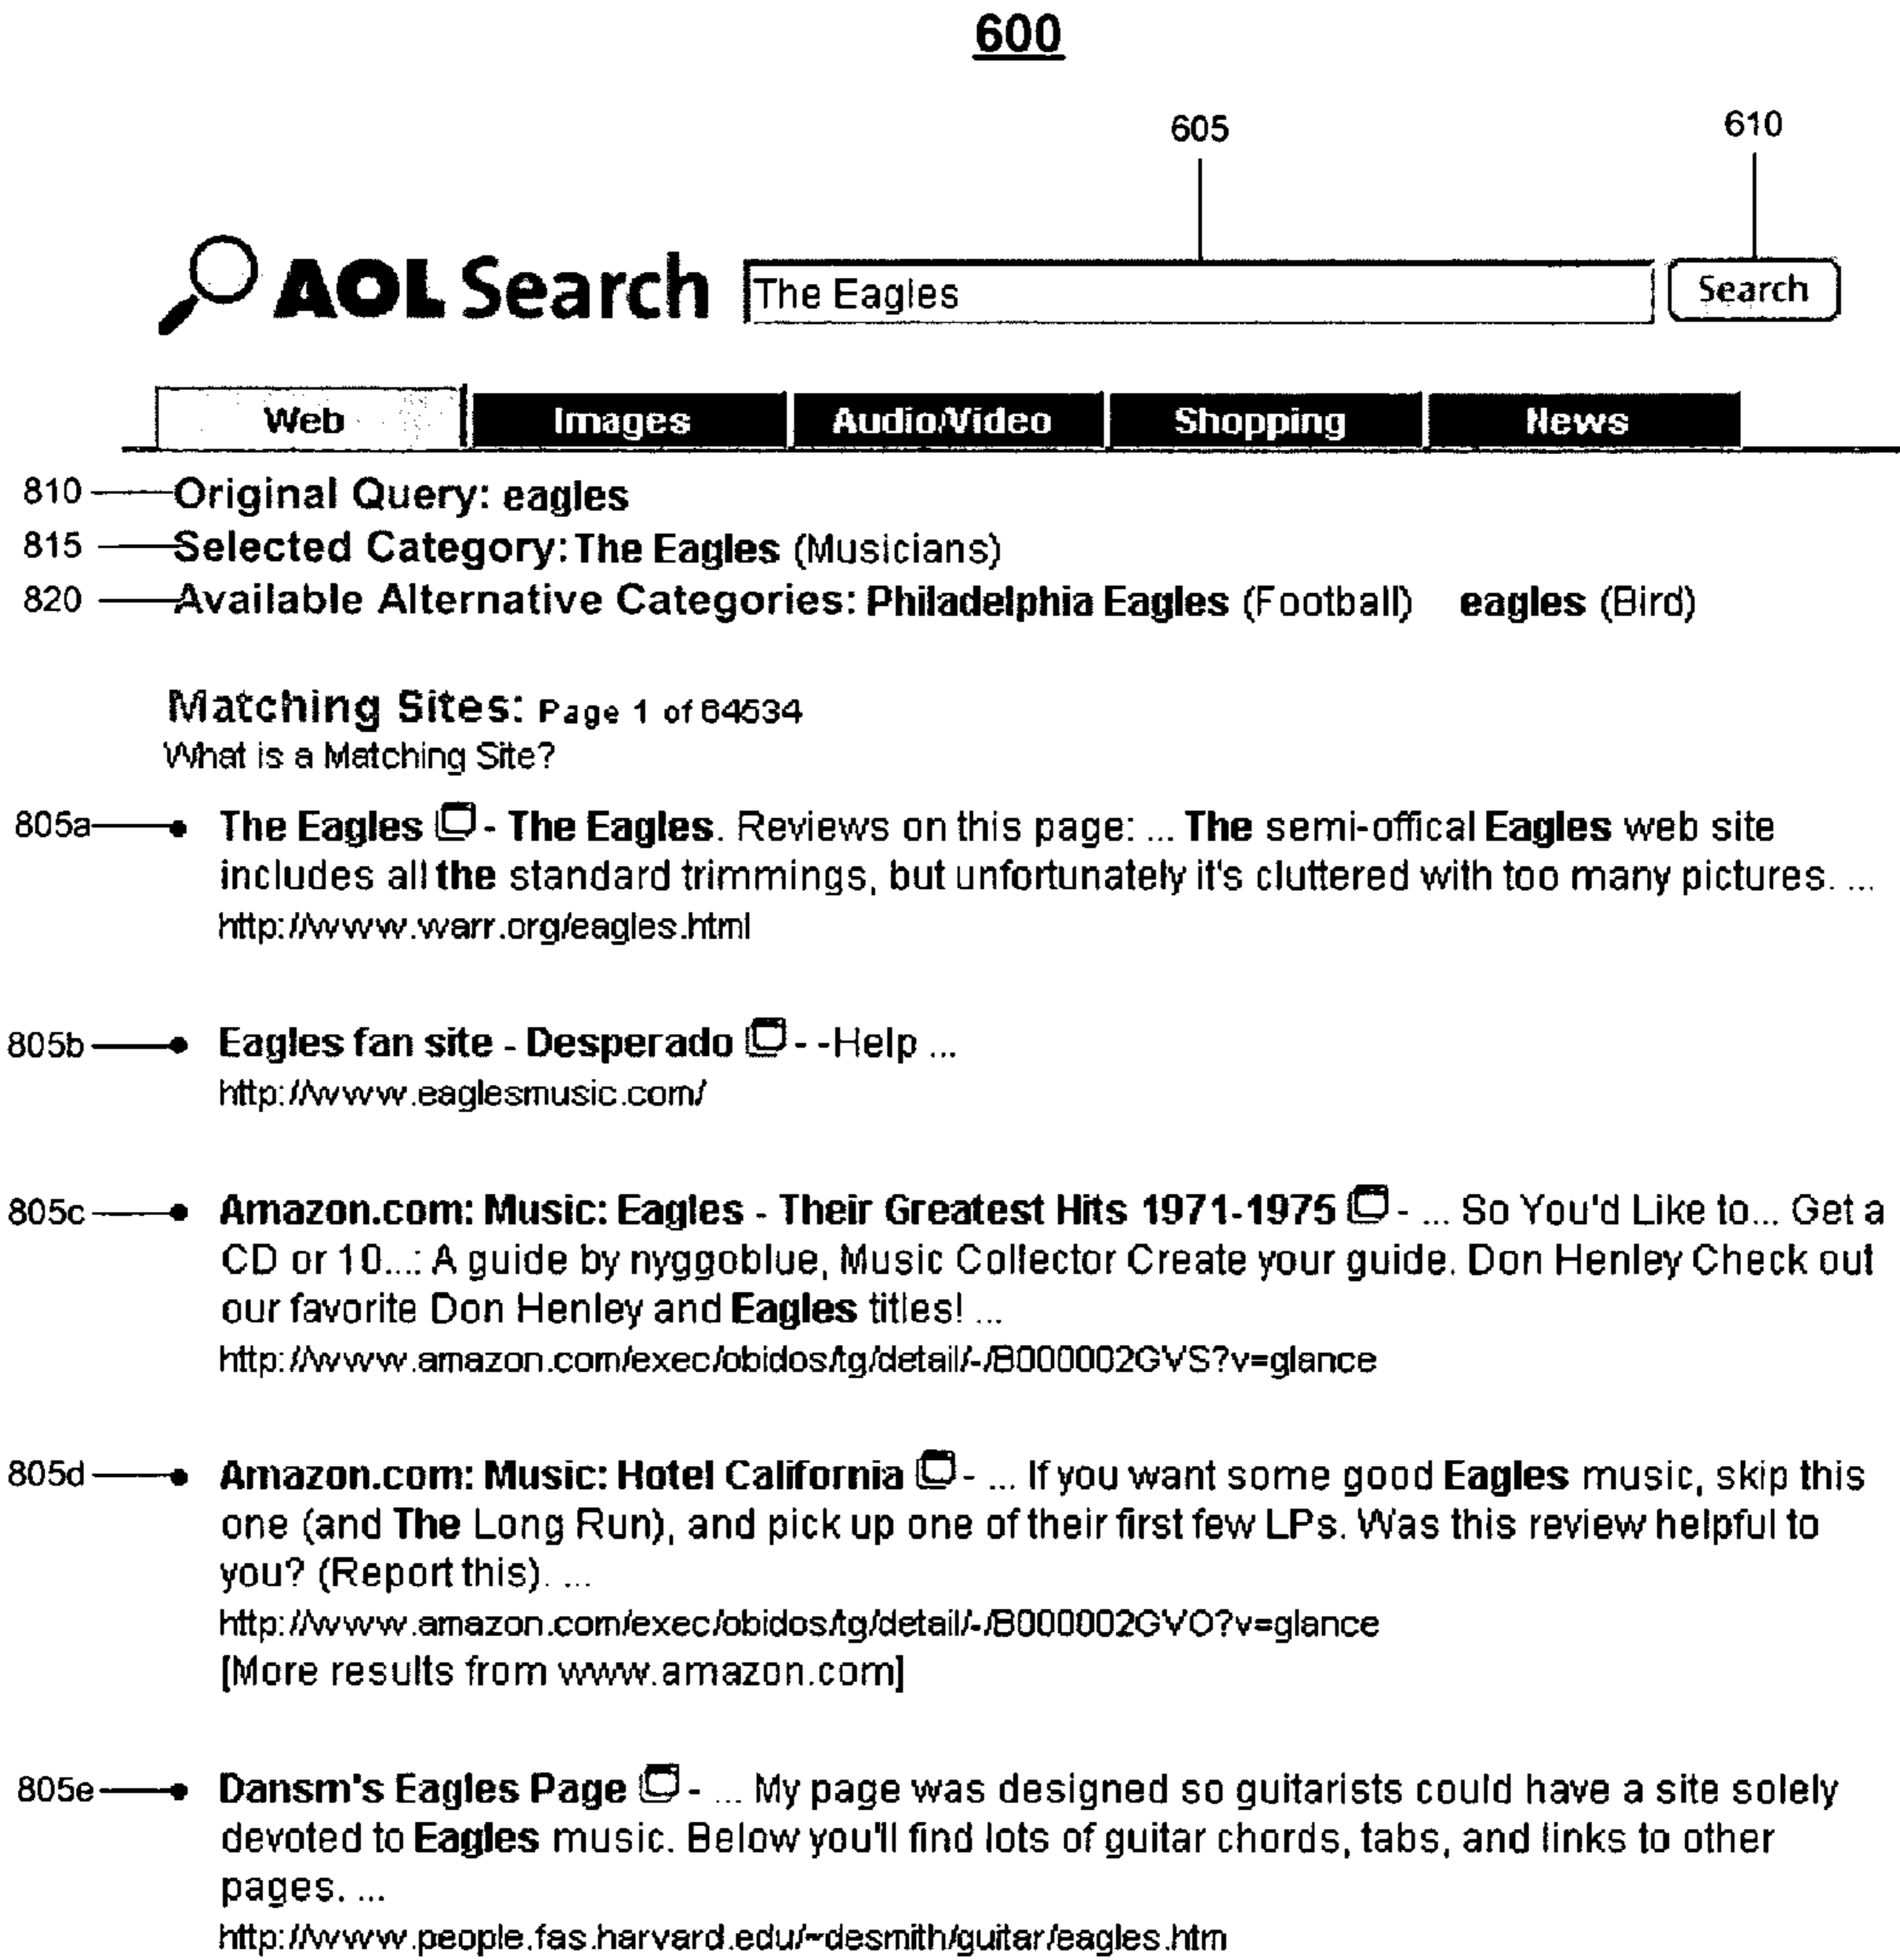 600
605
610
AOL Search
The Eagles
Search
Web Images Audio/Video Shopping News
810 Original Query: eagles
815 Selected Category: The Eagles (Musicians)
820 Available Alternative Categories: Philadelphia Eagles (Football) eagles (Bird)
Matching Sites: Page 1 of 64534
What is a Matching Site?
805a • The Eagles - The Eagles. Reviews on this page: ... The semi-offical Eagles web site
includes all the standard trimmings, but unfortunately it's cluttered with too many pictures. ...
http://www.warr.org/eagles.html
805b • Eagles fan site - Desperado - -Help ...
http://www.eaglesmusic.com/
805c • Amazon.com: Music: Eagles - Their Greatest Hits 1971-1975 - ... So You'd Like to... Get a
CD or 10...: A guide by nyggoblue, Music Collector Create your guide. Don Henley Check out
our favorite Don Henley and Eagles titles! ...
http://www.amazon.com/exec/obidos/tg/detail/-/B000002GVS?v=glance
805d • Amazon.com: Music: Hotel California - ... If you want some good Eagles music, skip this
one (and The Long Run), and pick up one of their first few LPs. Was this review helpful to
you? (Report this). ...
http://www.amazon.com/exec/obidos/tg/detail/-/B000002GVO?v=glance
[More results from www.amazon.com]
805e • Dansm's Eagles Page - ... My page was designed so guitarists could have a site solely
devoted to Eagles music. Below you'll find lots of guitar chords, tabs, and links to other
pages. ...
http://www.people.fas.harvard.edu/~desmith/guitar/eagles.htm